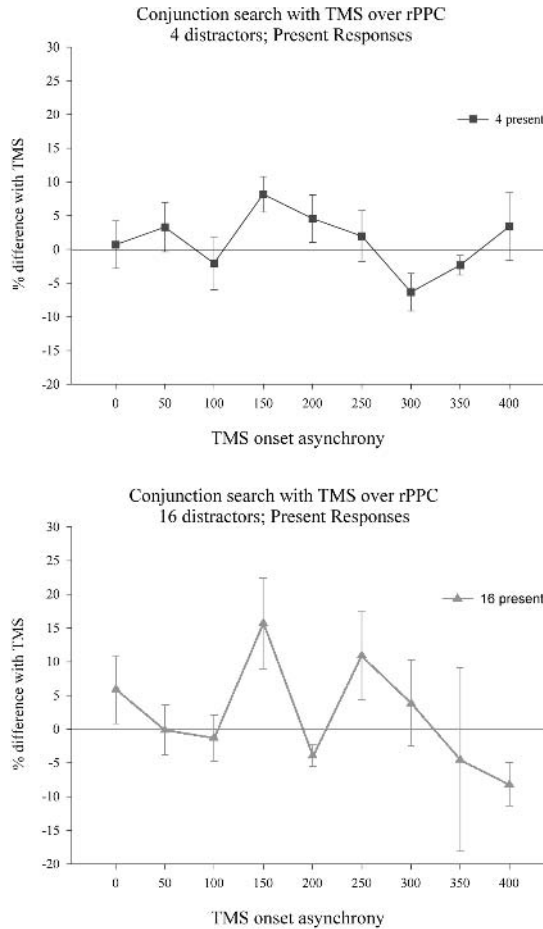 Conjunction search with TMS over rPPC
4 distractors; Present Responses
30
25
20
15
10
5
0
-5
-10
-15
-20
% difference with TMS
4 present
0 50 100 150 200 250 300 350 400
TMS onset asynchrony
Conjunction search with TMS over rPPC
16 distractors; Present Responses
30
25
20
15
10
5
0
-5
-10
-15
-20
% difference with TMS
16 present
0 50 100 150 200 250 300 350 400
TMS onset asynchrony